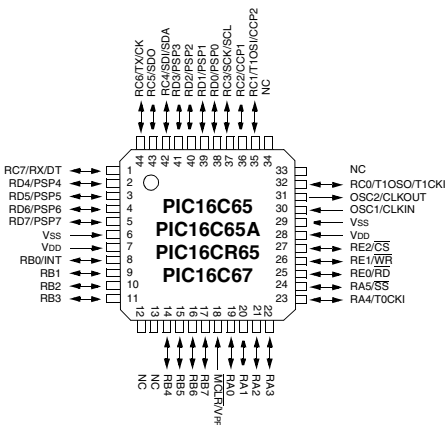 RC6/TX/CK
RC5/SDO
RC4/SDI/SDA
RD3/PSP3
RD2/PSP2
RD1/PSP1
RD0/PSP0
RC3/SCK/SCL
RC2/CCP1
RC1/T1OSI/CCP2
NC
44
43
42
41
40
39
38
37
36
35
34
RC7/RX/DT 1
RD4/PSP4 2
RD5/PSP5 3
RD6/PSP6 4
RD7/PSP7 5
VSS 6
VDD 7
RB0/INT 8
RB1 9
RB2 10
RB3 11
PIC16C65
PIC16C65A
PIC16CR65
PIC16C67
33 NC
32 RC0/T1OSO/T1CKI
31 OSC2/CLKOUT
30 OSC1/CLKIN
29 VSS
28 VDD
27 RE2/CS
26 RE1/WR
25 RE0/RD
24 RA5/SS
23 RA4/T0CKI
12
13
14
15
16
17
18
19
20
21
22
NC
NC
RB4
RB5
RB6
RB7
MCLR/VPP
RA0
RA1
RA2
RA3